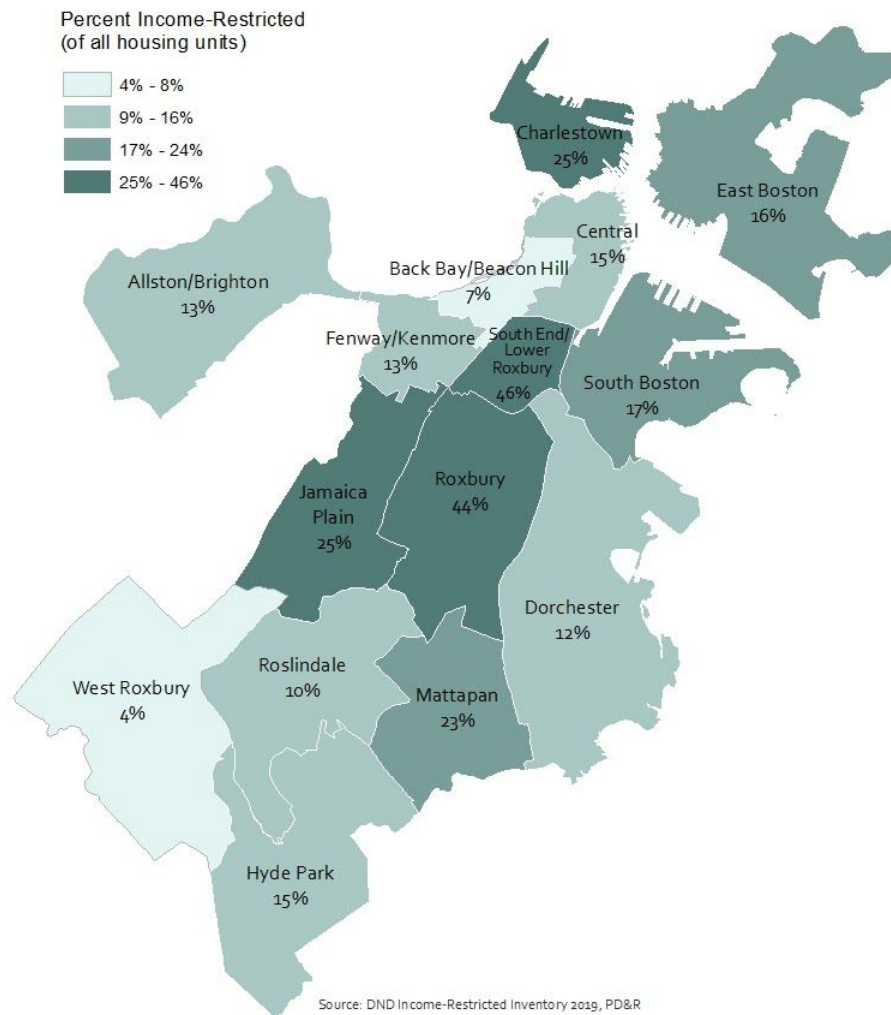 Percent Income-Restricted
(of all housing units)
4% - 8%
9% - 16%
17% - 24%
25% - 46%
Charlestown
25%
East Boston
16%
Central
15%
Allston/Brighton
13%
Back Bay/Beacon Hill
7%
Fenway/Kenmore
13%
South End/
Lower
Roxbury
46%
South Boston
17%
Jamaica
Plain
25%
Roxbury
44%
Dorchester
12%
West Roxbury
4%
Roslindale
10%
Mattapan
23%
Hyde Park
15%
Source: DND Income-Restricted Inventory 2019, PD&R